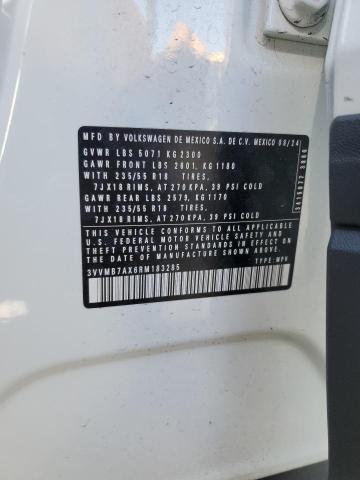 MFD BY VOLKSWAGEN DE MEXICO S.A. DE C.V. MEXICO 08/24
GVWR LBS 5071 KG 2300
GAWR FRONT LBS 2601, KG 1180
WITH 235/55 R18 TIRES,
7JX18 RIMS, AT 270 KPA, 39 PSI COLD
GAWR REAR LBS 2579, KG 1170
WITH 235/55 R18 TIRES,
7JX18 RIMS, AT 270 KPA, 39 PSI COLD
THIS VEHICLE CONFORMS TO ALL APPLICABLE
U.S. FEDERAL MOTOR VEHICLE SAFETY AND
THEFT PREVENTION STANDARDS IN EFFECT ON
THE DATE OF MANUFACTURE SHOWN ABOVE.
3VVMB7AX6RM183285
TYPE: MPV